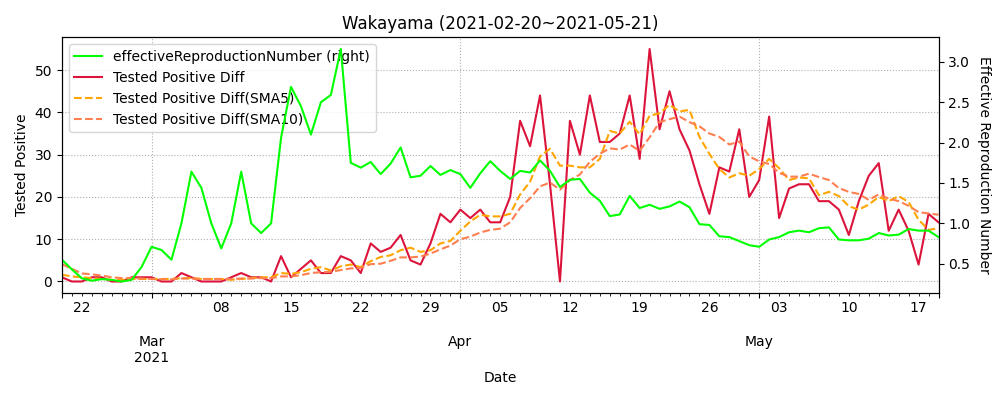 Wakayama (2021-02-20~2021-05-21)
effectiveReproductionNumber (right)
Tested Positive Diff
Tested Positive Diff(SMA5)
Tested Positive Diff(SMA10)
Tested Positive
50
40
30
20
10
0
3.0
2.5
2.0
1.5
1.0
0.5
Effective Reproduction Number
22 08 15 22 29 05 12 19 26 03 10 17
Mar Apr May
2021
Date